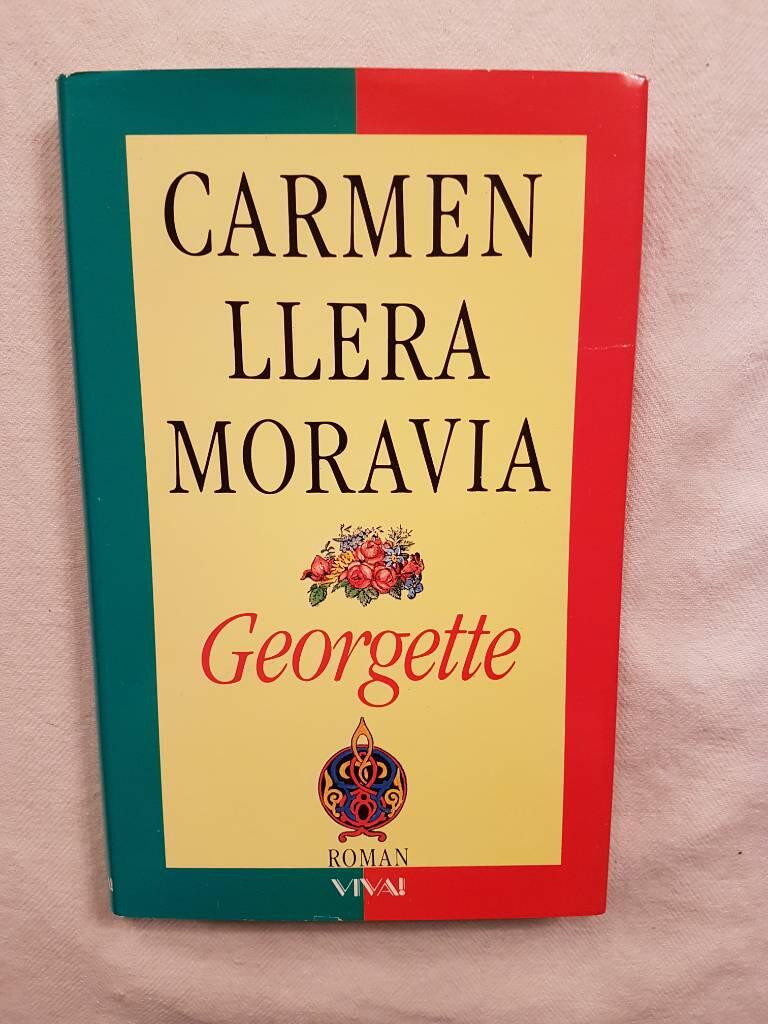 CARMEN
LLERA
MORAVIA
Georgette
ROMAN
VIVA!